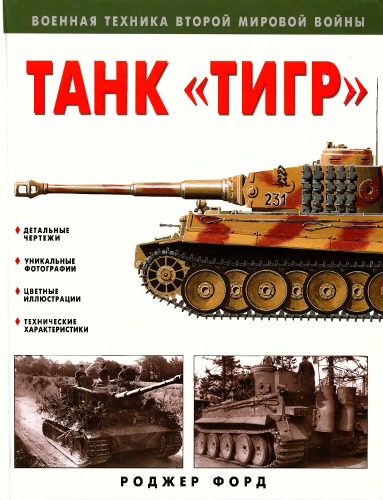 ВОЕННАЯ ТЕХНИКА ВТОРОЙ МИРОВОЙ ВОЙНЫ
ТАНК «ТИГР»
231
ДЕТАЛЬНЫЕ
ЧЕРТЕЖИ
УНИКАЛЬНЫЕ
ФОТОГРАФИИ
ЦВЕТНЫЕ
ИЛЛЮСТРАЦИИ
ТЕХНИЧЕСКИЕ
ХАРАКТЕРИСТИКИ
РОДЖЕР ФОРД